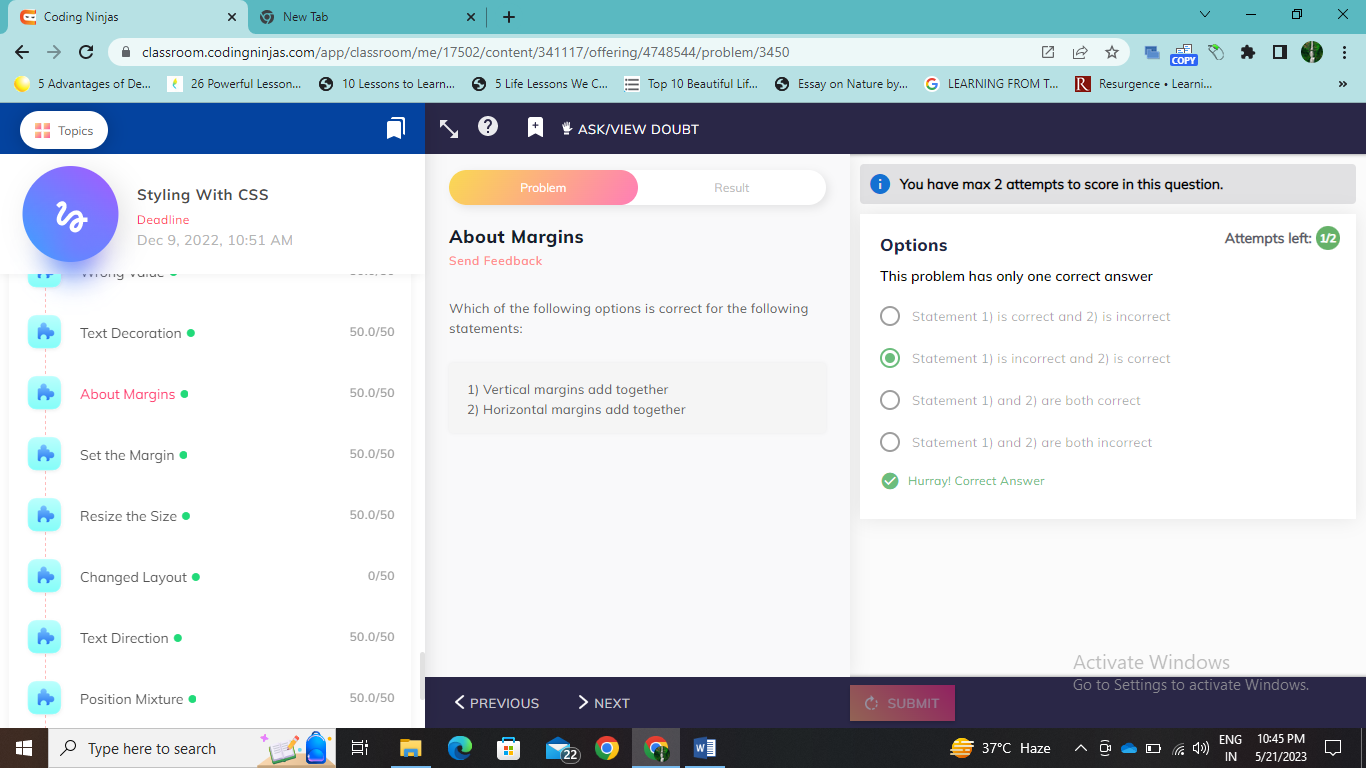 Coding Ninjas
New Tab
classroom.codingninjas.com/app/classroom/me/17502/content/341117/offering/4748544/problem/3450
COPY
5 Advantages of De...
26 Powerful Lesson...
10 Lessons to Learn...
5 Life Lessons We C...
Top 10 Beautiful Lif...
Essay on Nature by...
LEARNING FROM T...
Resurgence • Learni...
Topics
ASK/VIEW DOUBT
Styling With CSS
Deadline
Dec 9, 2022, 10:51 AM
Text Decoration 50.0/50
About Margins 50.0/50
Set the Margin 50.0/50
Resize the Size 50.0/50
Changed Layout 0/50
Text Direction 50.0/50
Position Mixture 50.0/50
Problem
Result
About Margins
Send Feedback
Which of the following options is correct for the following
statements:
1) Vertical margins add together
2) Horizontal margins add together
PREVIOUS
NEXT
You have max 2 attempts to score in this question.
Options
Attempts left: 1/2
This problem has only one correct answer
Statement 1) is correct and 2) is incorrect
Statement 1) is incorrect and 2) is correct
Statement 1) and 2) are both correct
Statement 1) and 2) are both incorrect
Hurray! Correct Answer
Activate Windows
Go to Settings to activate Windows.
SUBMIT
Type here to search
22
37°C Haze
ENG
IN
10:45 PM
5/21/2023